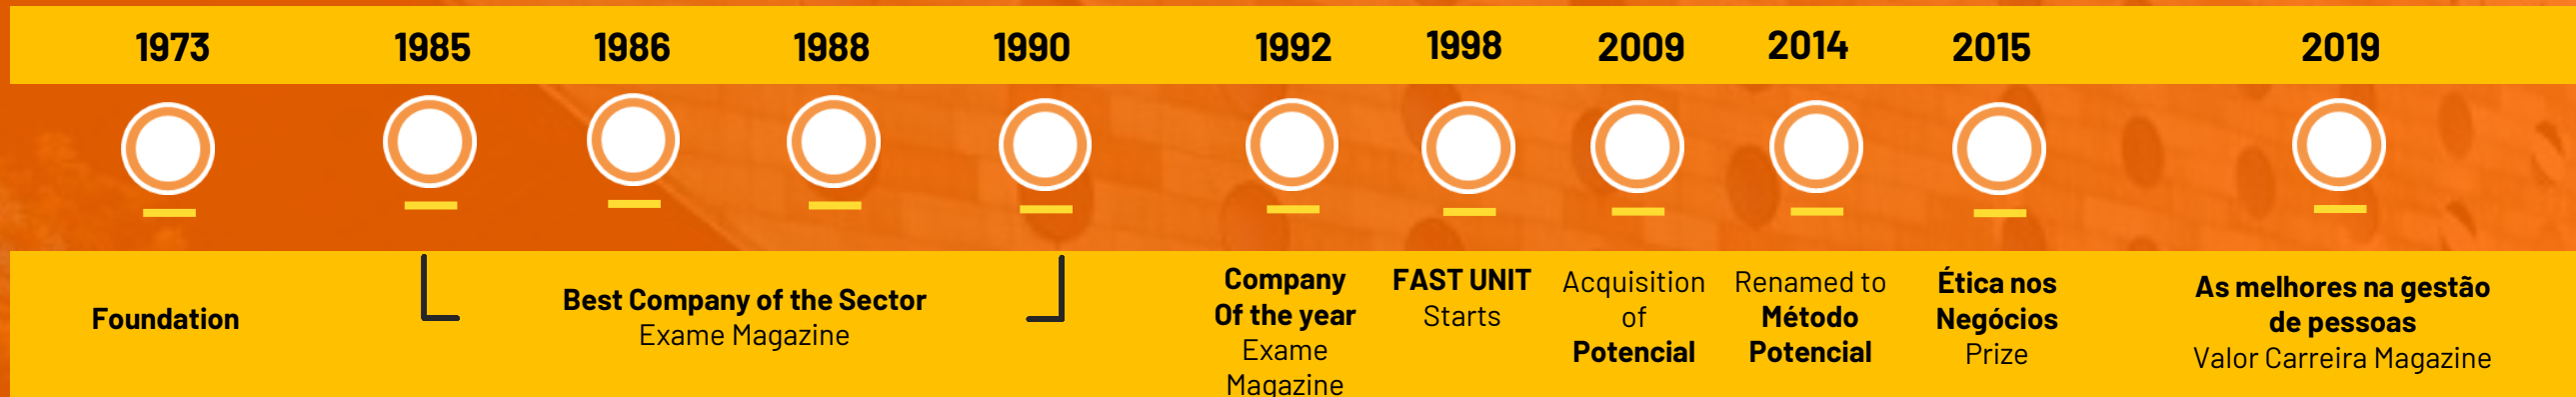 1973 1985 1986 1988 1990 1992 1998 2009 2014 2015 2019
Foundation
Best Company of the Sector
Exame Magazine
Company
Of the year
Exame
Magazine
FAST UNIT
Starts
Acquisition
of
Potencial
Renamed to
Método
Potencial
Ética nos
Negócios
Prize
As melhores na gestão
de pessoas
Valor Carreira Magazine